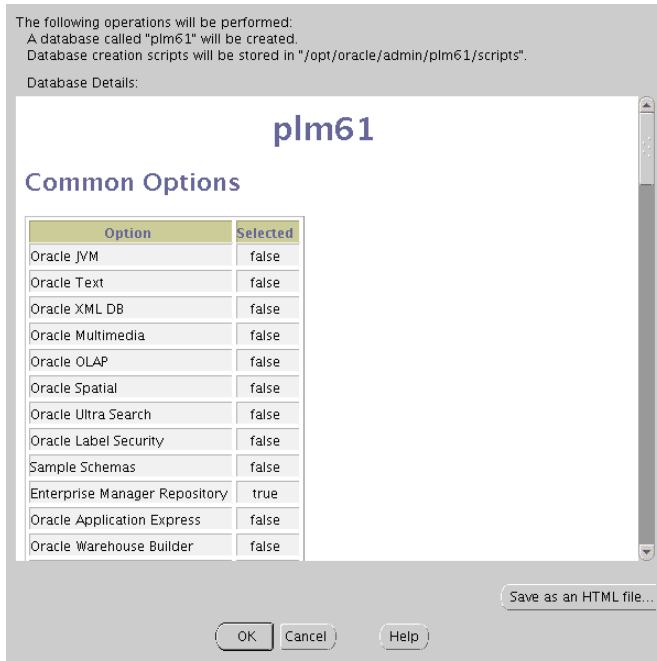 The following operations will be performed:
A database called "plm61" will be created.
Database creation scripts will be stored in "/opt/oracle/admin/plm61/scripts".
Database Details:
plm61
Common Options
Option Selected
Oracle JVM false
Oracle Text false
Oracle XML DB false
Oracle Multimedia false
Oracle OLAP false
Oracle Spatial false
Oracle Ultra Search false
Oracle Label Security false
Sample Schemas false
Enterprise Manager Repository true
Oracle Application Express false
Oracle Warehouse Builder false
Save as an HTML file...
OK Cancel Help